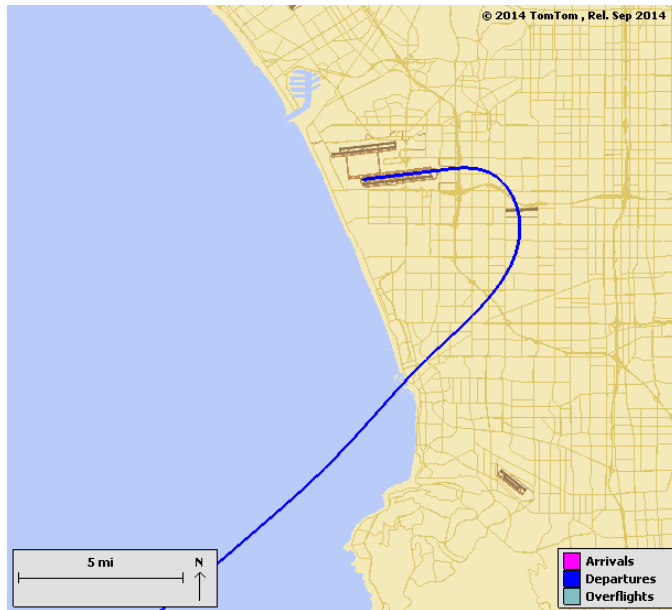 © 2014 TomTom , Rel. Sep 2014
5 mi
N
Arrivals
Departures
Overflights